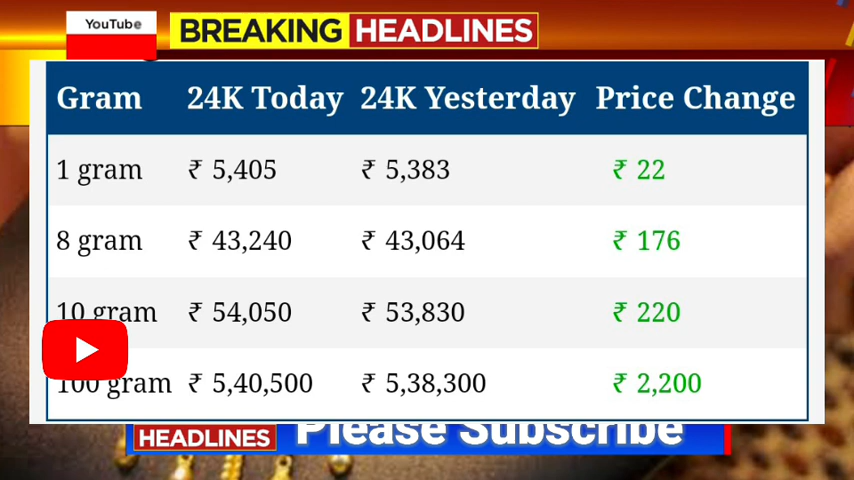 YouTube
BREAKING HEADLINES
Gram 24K Today 24K Yesterday Price Change
1 gram ₹ 5,405 ₹ 5,383 ₹ 22
8 gram ₹ 43,240 ₹ 43,064 ₹ 176
10 gram ₹ 54,050 ₹ 53,830 ₹ 220
100 gram ₹ 5,40,500 ₹ 5,38,300 ₹ 2,200
HEADLINES Please Subscribe